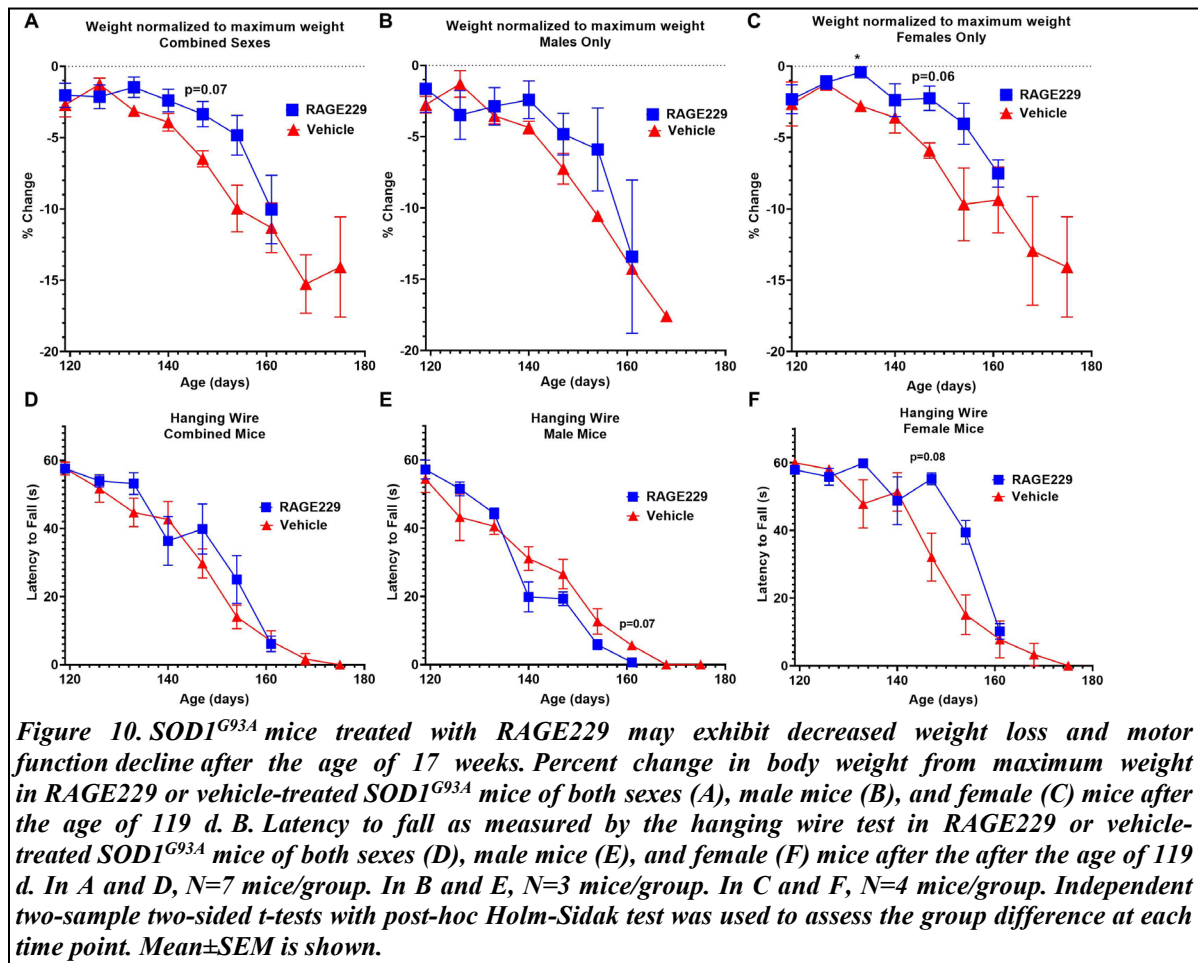 A
Weight normalized to maximum weight
Combined Sexes
0
-5
-10
-15
-20
% Change
p=0.07
RAGE229
Vehicle
120 140 160 180
Age (days)
B
Weight normalized to maximum weight
Males Only
0
-5
-10
-15
-20
% Change
RAGE229
Vehicle
120 140 160 180
Age (days)
C
Weight normalized to maximum weight
Females Only
0
-5
-10
-15
-20
% Change
*
p=0.06
RAGE229
Vehicle
120 140 160 180
Age (days)
D
Hanging Wire
Combined Mice
60
40
20
0
Latency to Fall (s)
RAGE229
Vehicle
120 140 160 180
Age (days)
E
Hanging Wire
Male Mice
60
40
20
0
Latency to Fall (s)
RAGE229
Vehicle
p=0.07
120 140 160 180
Age (days)
F
Hanging Wire
Female Mice
60
40
20
0
Latency to Fall (s)
p=0.08
RAGE229
Vehicle
120 140 160 180
Age (days)
Figure 10. SOD1G93A mice treated with RAGE229 may exhibit decreased weight loss and motor
function decline after the age of 17 weeks. Percent change in body weight from maximum weight
in RAGE229 or vehicle-treated SOD1G93A mice of both sexes (A), male mice (B), and female (C) mice after
the age of 119 d. B. Latency to fall as measured by the hanging wire test in RAGE229 or vehicle-
treated SOD1G93A mice of both sexes (D), male mice (E), and female (F) mice after the after the age of 119
d. In A and D, N=7 mice/group. In B and E, N=3 mice/group. In C and F, N=4 mice/group. Independent
two-sample two-sided t-tests with post-hoc Holm-Sidak test was used to assess the group difference at each
time point. Mean±SEM is shown.